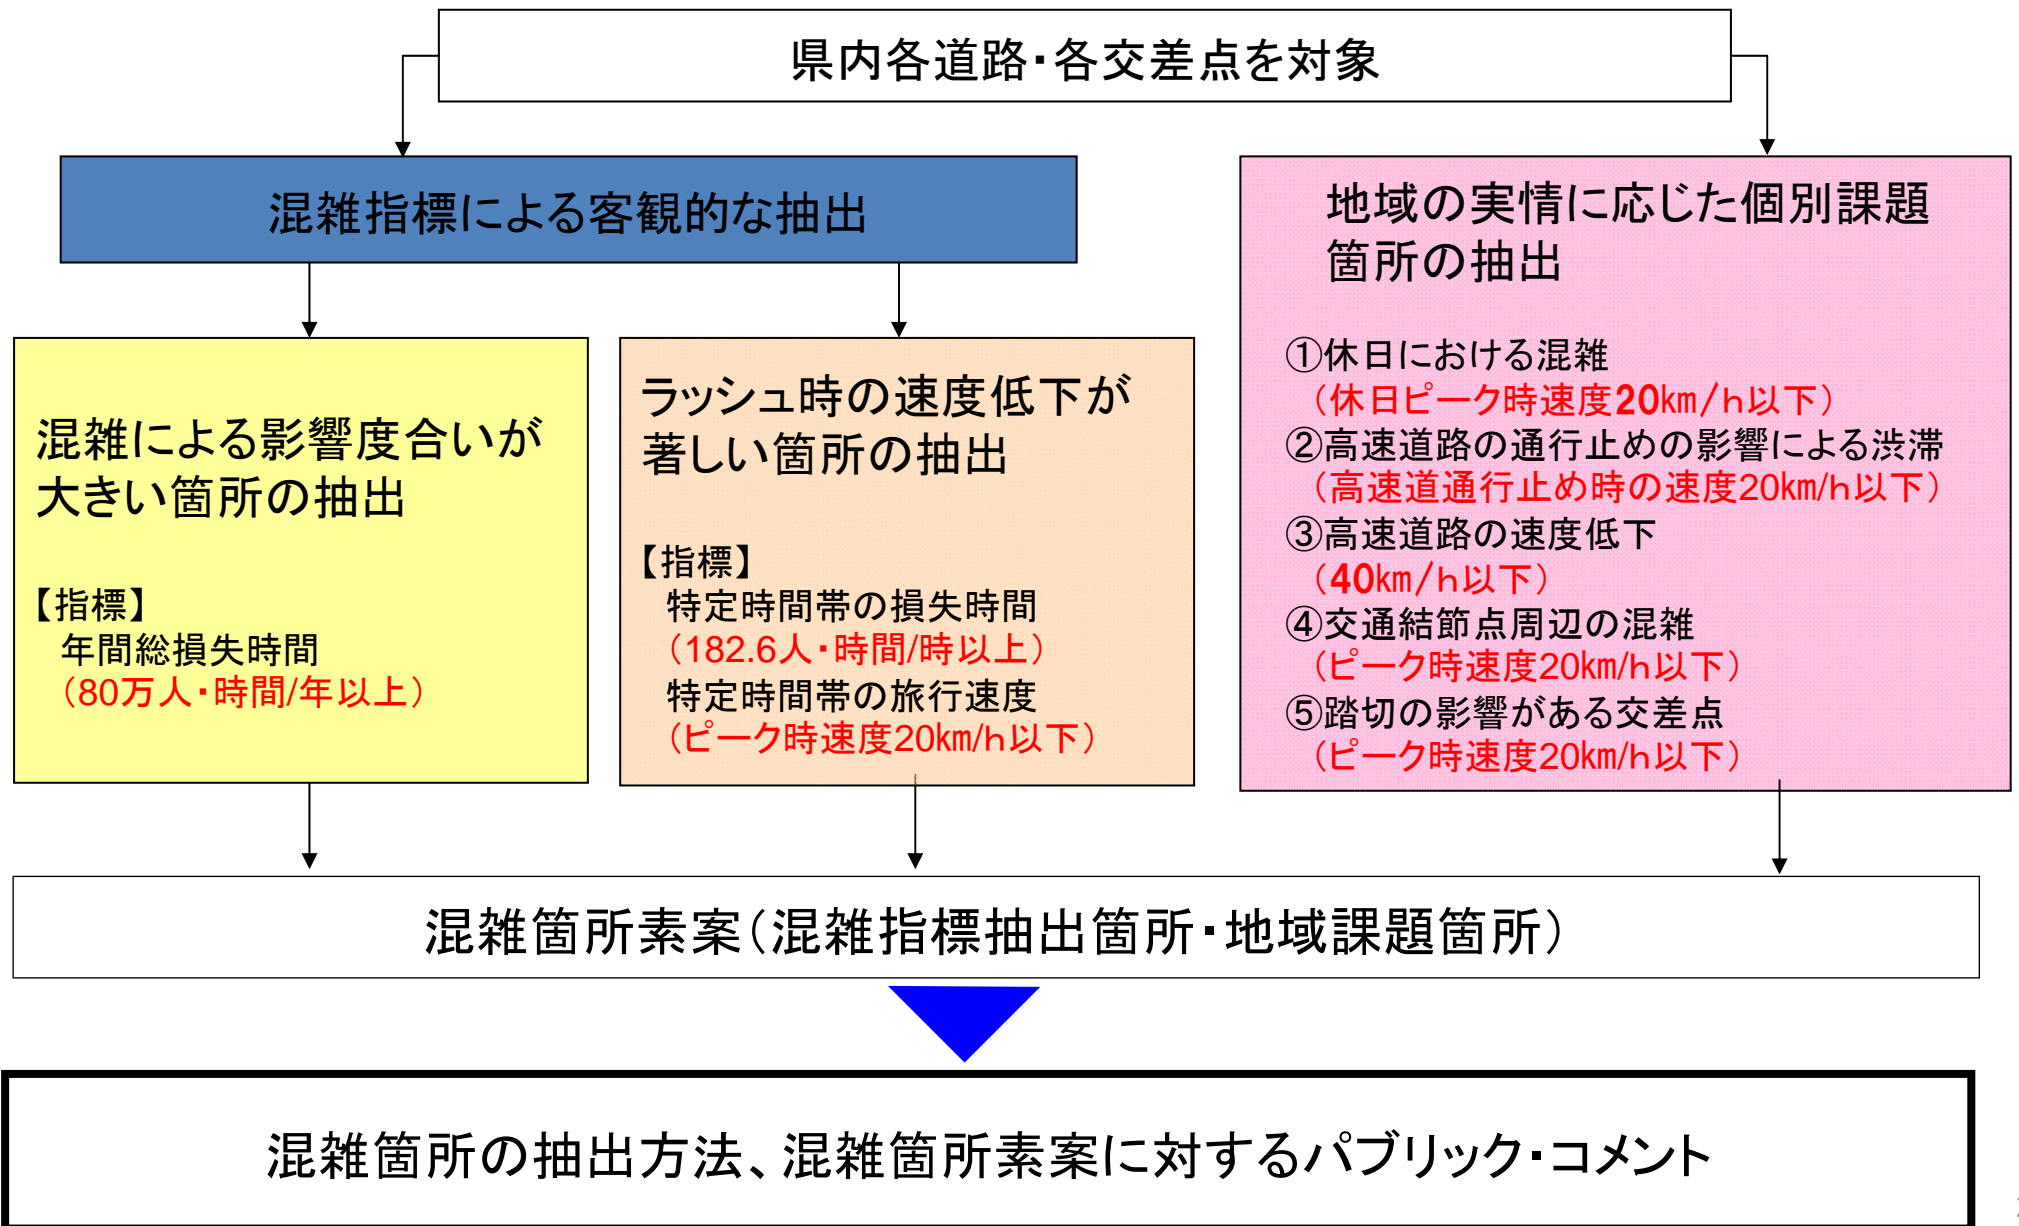 県内各道路・各交差点を対象
混雑指標による客観的な抽出
混雑による影響度合いが
大きい箇所の抽出
【指標】
年間総損失時間
（80万人・時間/年以上）
ラッシュ時の速度低下が
著しい箇所の抽出
【指標】
特定時間帯の損失時間
（182.6人・時間/時以上）
特定時間帯の旅行速度
（ピーク時速度20㎞/h以下）
地域の実情に応じた個別課題
箇所の抽出
①休日における混雑
（休日ピーク時速度20㎞/h以下）
②高速道路の通行止めの影響による渋滞
（高速道通行止め時の速度20㎞/h以下）
③高速道路の速度低下
（40㎞/h以下）
④交通結節点周辺の混雑
（ピーク時速度20㎞/h以下）
⑤踏切の影響がある交差点
（ピーク時速度20㎞/h以下）
混雑箇所素案（混雑指標抽出箇所・地域課題箇所）
混雑箇所の抽出方法、混雑箇所素案に対するパブリック・コメント